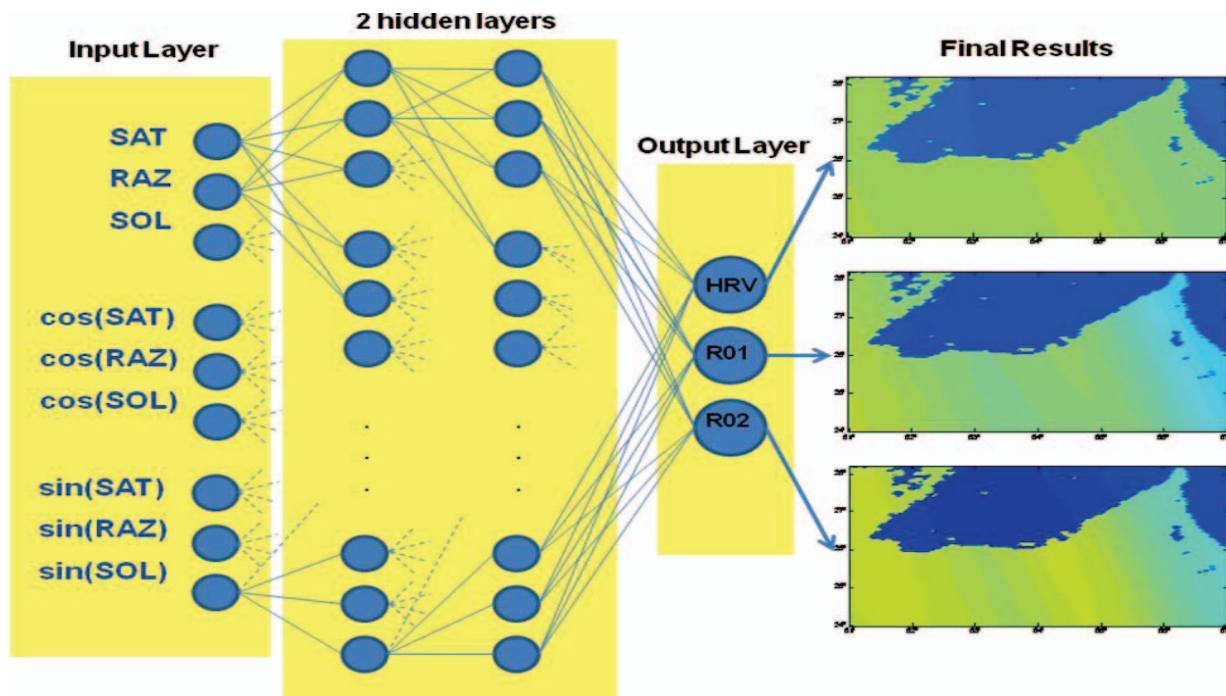 2 hidden layers
Input Layer
Final Results
Output Layer
SAT
RAZ
SOL
cos(SAT)
cos(RAZ)
cos(SOL)
sin(SAT)
sin(RAZ)
sin(SOL)
HRV
R01
R02